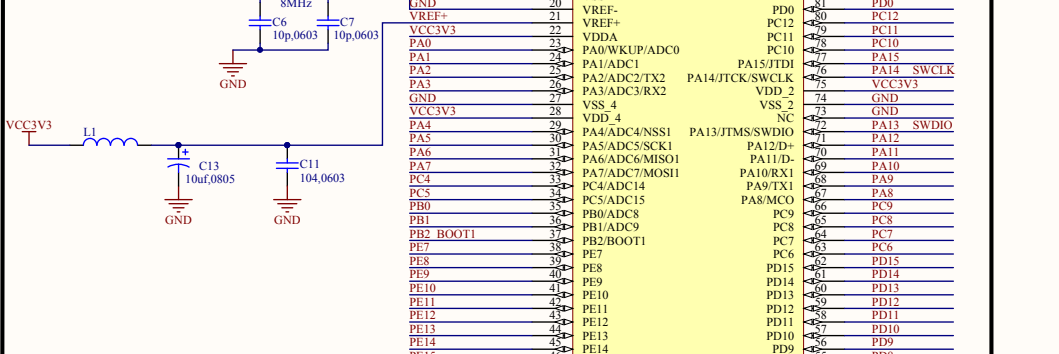 8MHz
C6
10p,0603
C7
10p,0603
GND
VCC3V3
L1
C13
10uf,0805
GND
C11
104,0603
GND
GND 20 VREF- PD0 81 PD0
VREF+ 21 VREF+ PC12 80 PC12
VCC3V3 22 VDDA PC11 79 PC11
PA0 23 PA0/WKUP/ADC0 PC10 78 PC10
PA1 24 PA1/ADC1 PA15/JTDI 77 PA15
PA2 25 PA2/ADC2/TX2 PA14/JTCK/SWCLK 76 PA14 SWCLK
PA3 26 PA3/ADC3/RX2 VDD_2 75 VCC3V3
GND 27 VSS_4 VSS_2 74 GND
VCC3V3 28 VDD_4 NC 73 GND
PA4 29 PA4/ADC4/NSS1 PA13/JTMS/SWDIO 72 PA13 SWDIO
PA5 30 PA5/ADC5/SCK1 PA12/D+ 71 PA12
PA6 31 PA6/ADC6/MISO1 PA11/D- 70 PA11
PA7 32 PA7/ADC7/MOSI1 PA10/RX1 69 PA10
PC4 33 PC4/ADC14 PA9/TX1 68 PA9
PC5 34 PC5/ADC15 PA8/MCO 67 PA8
PB0 35 PB0/ADC8 PC9 66 PC9
PB1 36 PB1/ADC9 PC8 65 PC8
PB2 BOOT1 37 PB2/BOOT1 PC7 64 PC7
PE7 38 PE7 PC6 63 PC6
PE8 39 PE8 PD15 62 PD15
PE9 40 PE9 PD14 61 PD14
PE10 41 PE10 PD13 60 PD13
PE11 42 PE11 PD12 59 PD12
PE12 43 PE12 PD11 58 PD11
PE13 44 PE13 PD10 57 PD10
PE14 45 PE14 PD9 56 PD9